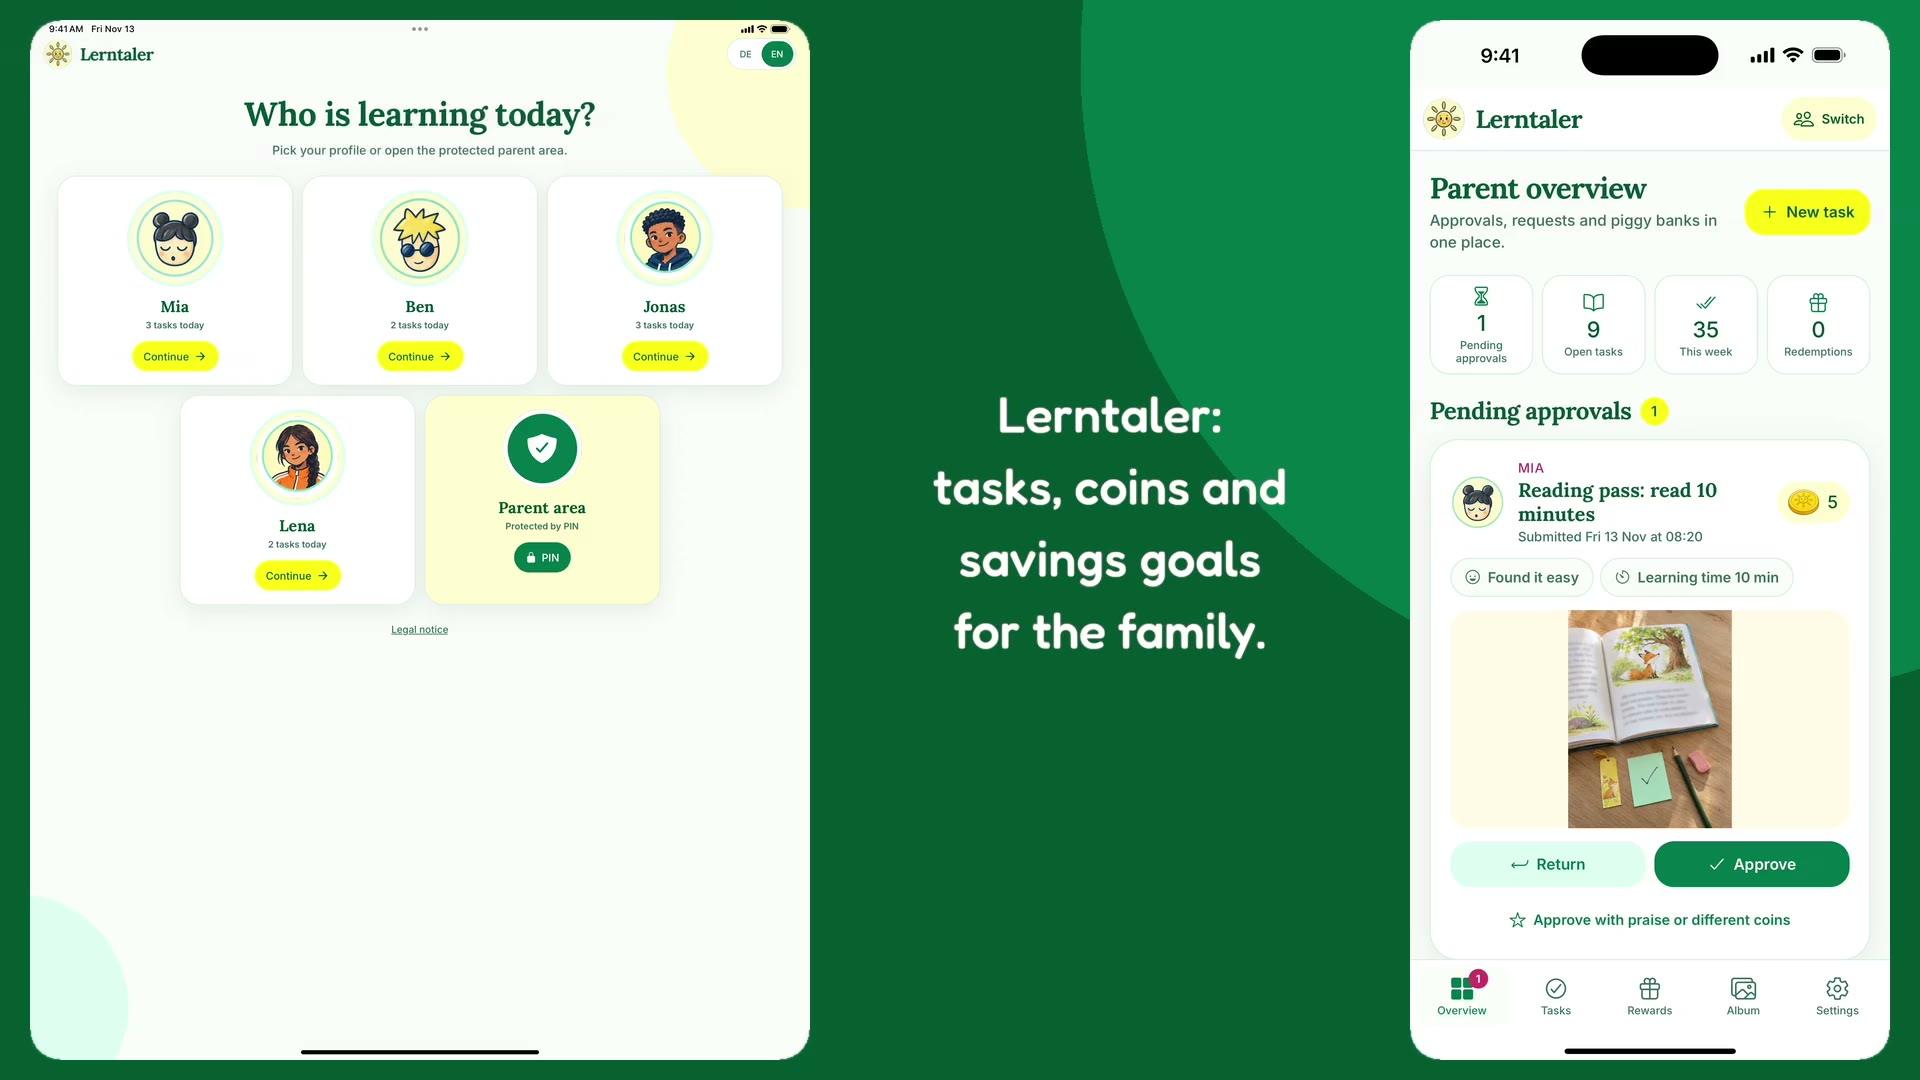 9:41 AM Fri Nov 13
Lerntaler
DE EN
Who is learning today?
Pick your profile or open the protected parent area.
Mia
3 tasks today
Continue
Ben
2 tasks today
Continue
Jonas
3 tasks today
Continue
Lena
2 tasks today
Continue
Parent area
Protected by PIN
PIN
Legal notice
Lerntaler:
tasks, coins and
savings goals
for the family.
9:41
Lerntaler
Switch
Parent overview
Approvals, requests and piggy banks in
one place.
New task
1
Pending
approvals
9
Open tasks
35
This week
0
Redemptions
Pending approvals 1
MIA
Reading pass: read 10
minutes
Submitted Fri 13 Nov at 08:20
5
Found it easy
Learning time 10 min
Return
Approve
Approve with praise or different coins
1
Overview
Tasks
Rewards
Album
Settings